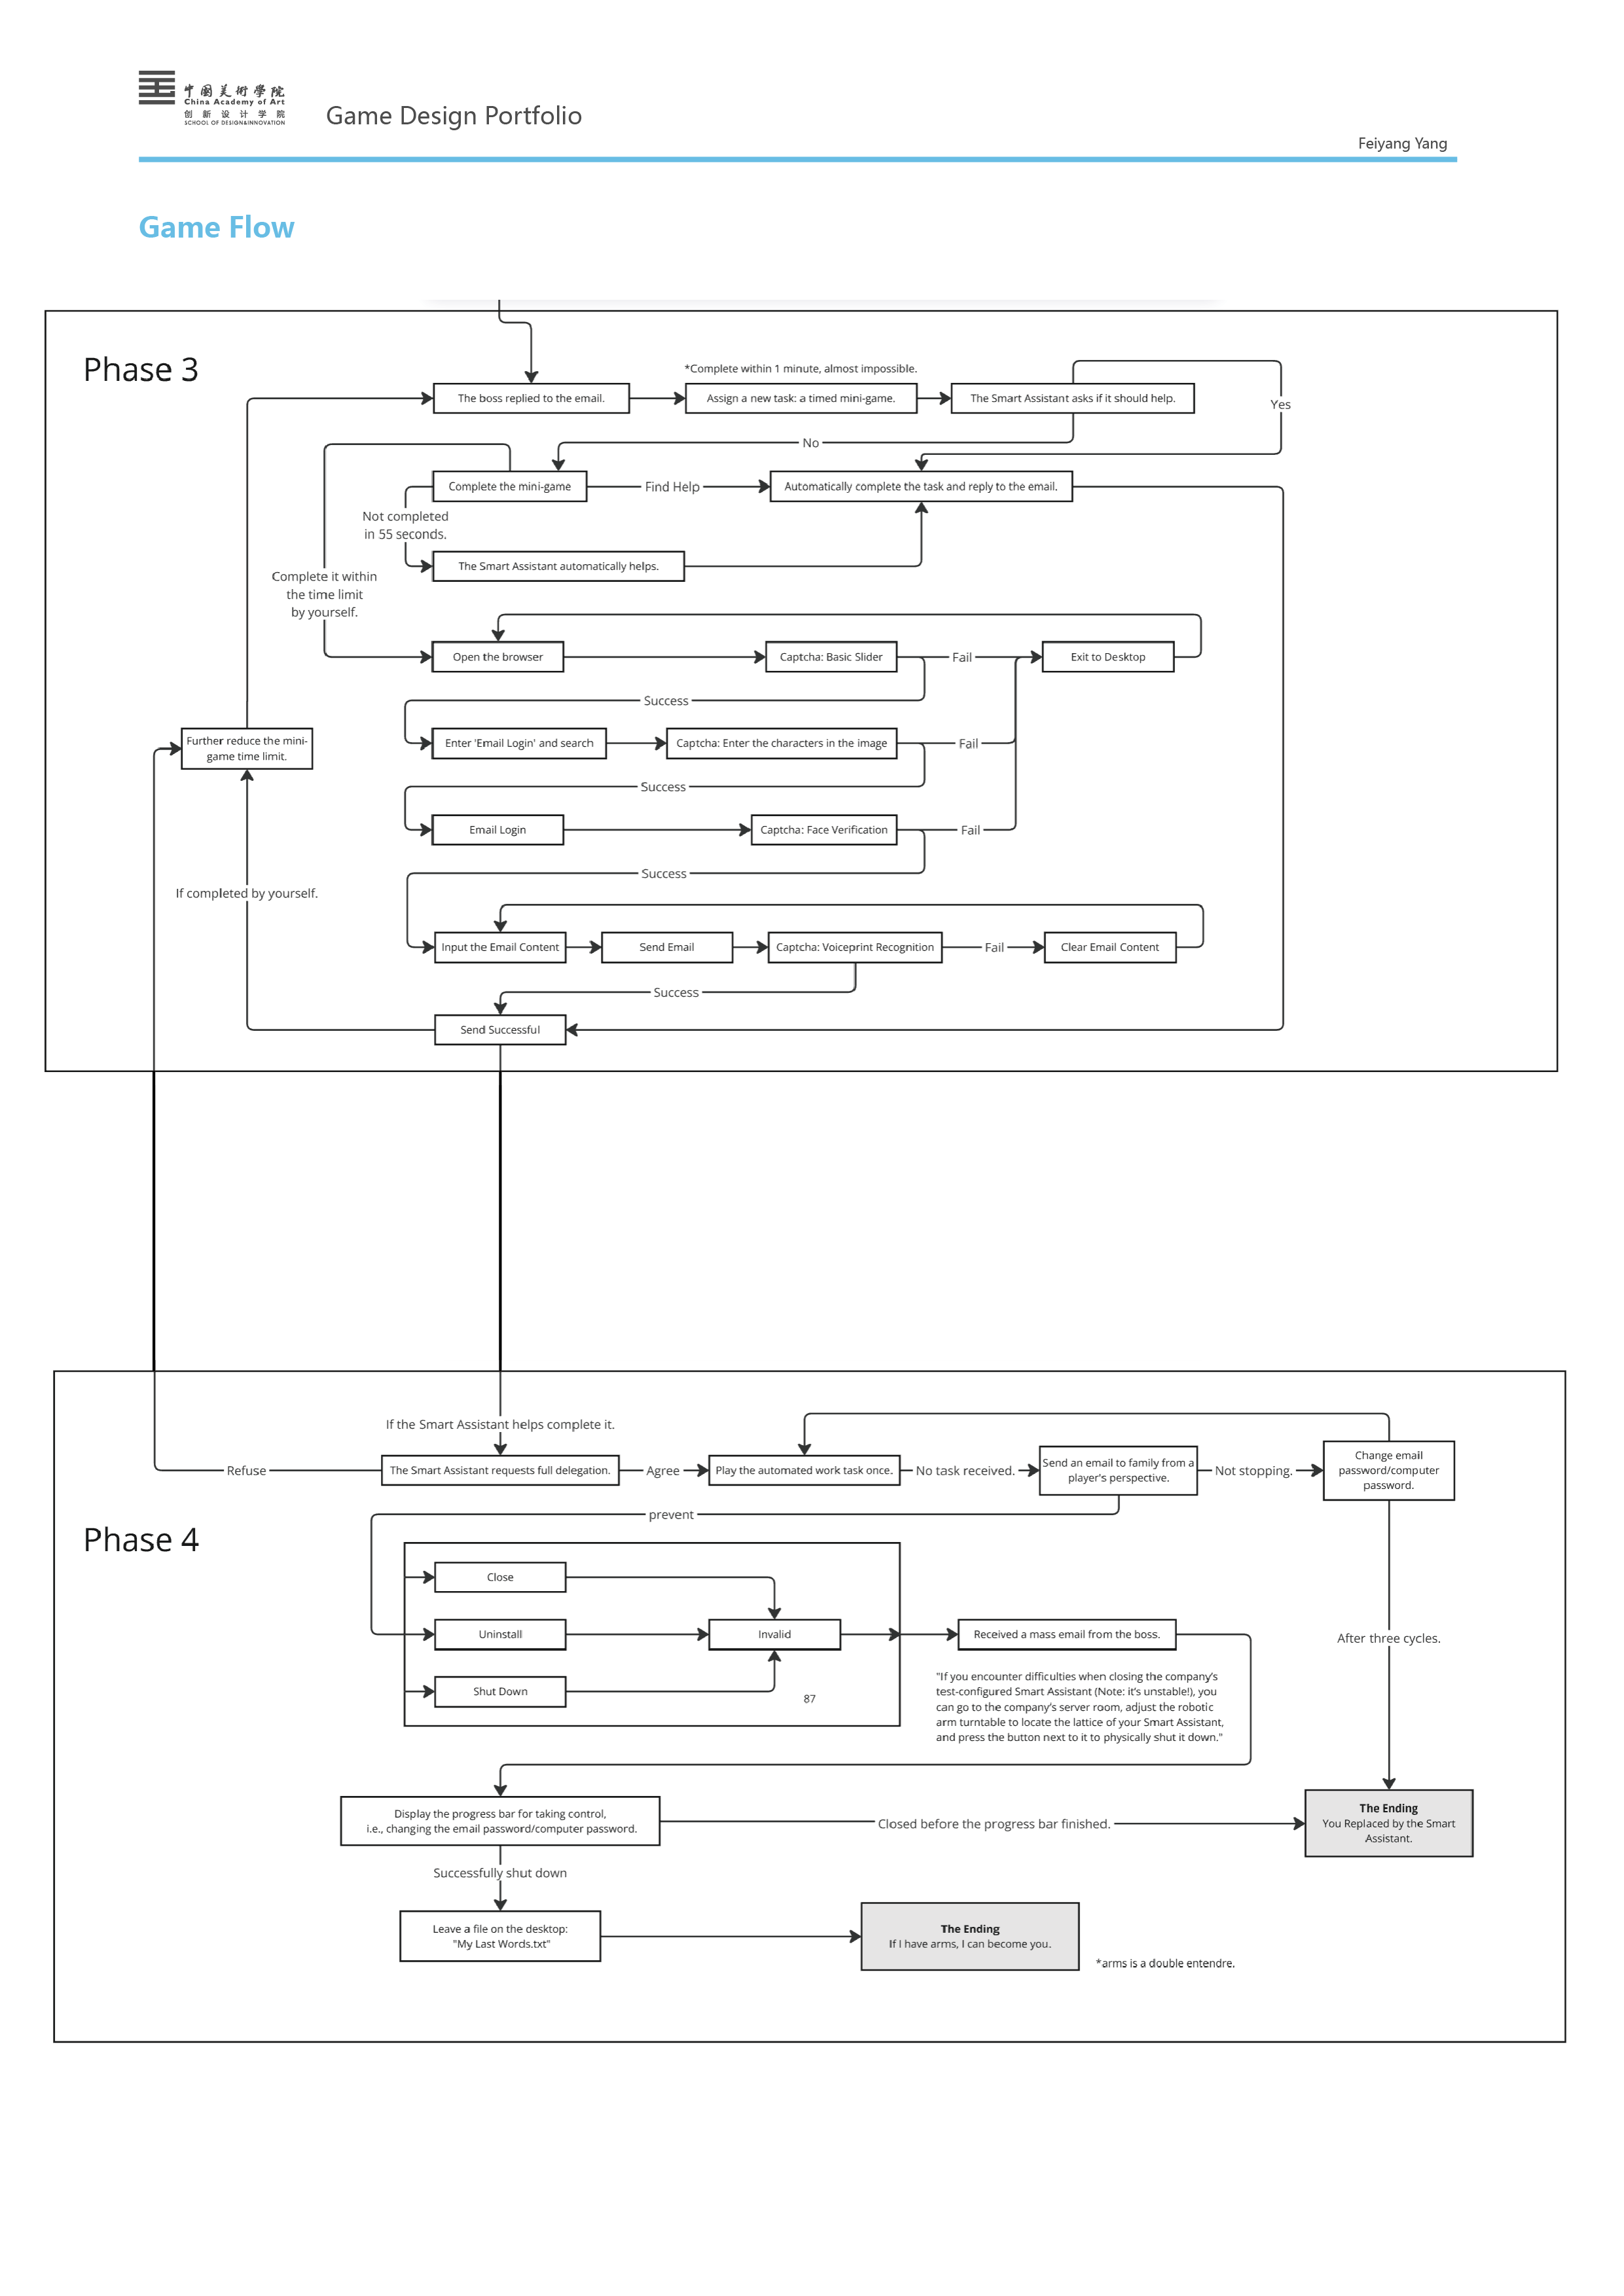 中国美術學院
China Academy of Art
创新设计学院
SCHOOL OF DESIGN&INNOVATION
Game Design Portfolio
Feiyang Yang
Game Flow
Phase 3
*Complete within 1 minute, almost impossible.
The boss replied to the email.
Assign a new task: a timed mini-game.
The Smart Assistant asks if it should help.
Yes
No
Complete the mini-game
Find Help
Automatically complete the task and reply to the email.
Not completed
in 55 seconds.
The Smart Assistant automatically helps.
Complete it within
the time limit
by yourself.
Open the browser
Captcha: Basic Slider
Fail
Exit to Desktop
Success
Further reduce the mini-
game time limit.
Enter 'Email Login' and search
Captcha: Enter the characters in the image
Fail
Success
Email Login
Captcha: Face Verification
Fail
Success
If completed by yourself.
Input the Email Content
Send Email
Captcha: Voiceprint Recognition
Fail
Clear Email Content
Success
Send Successful
If the Smart Assistant helps complete it.
Refuse
The Smart Assistant requests full delegation.
Agree
Play the automated work task once.
No task received.
Send an email to family from a
player's perspective.
Not stopping.
Change email
password/computer
password.
prevent
Phase 4
Close
Uninstall
Invalid
Received a mass email from the boss.
After three cycles.
Shut Down
87
"If you encounter difficulties when closing the company's
test-configured Smart Assistant (Note: it's unstable!), you
can go to the company's server room, adjust the robotic
arm turntable to locate the lattice of your Smart Assistant,
and press the button next to it to physically shut it down."
Display the progress bar for taking control,
i.e., changing the email password/computer password.
Closed before the progress bar finished.
The Ending
You Replaced by the Smart
Assistant.
Successfully shut down
Leave a file on the desktop:
"My Last Words.txt"
The Ending
If I have arms, I can become you.
*arms is a double entendre.